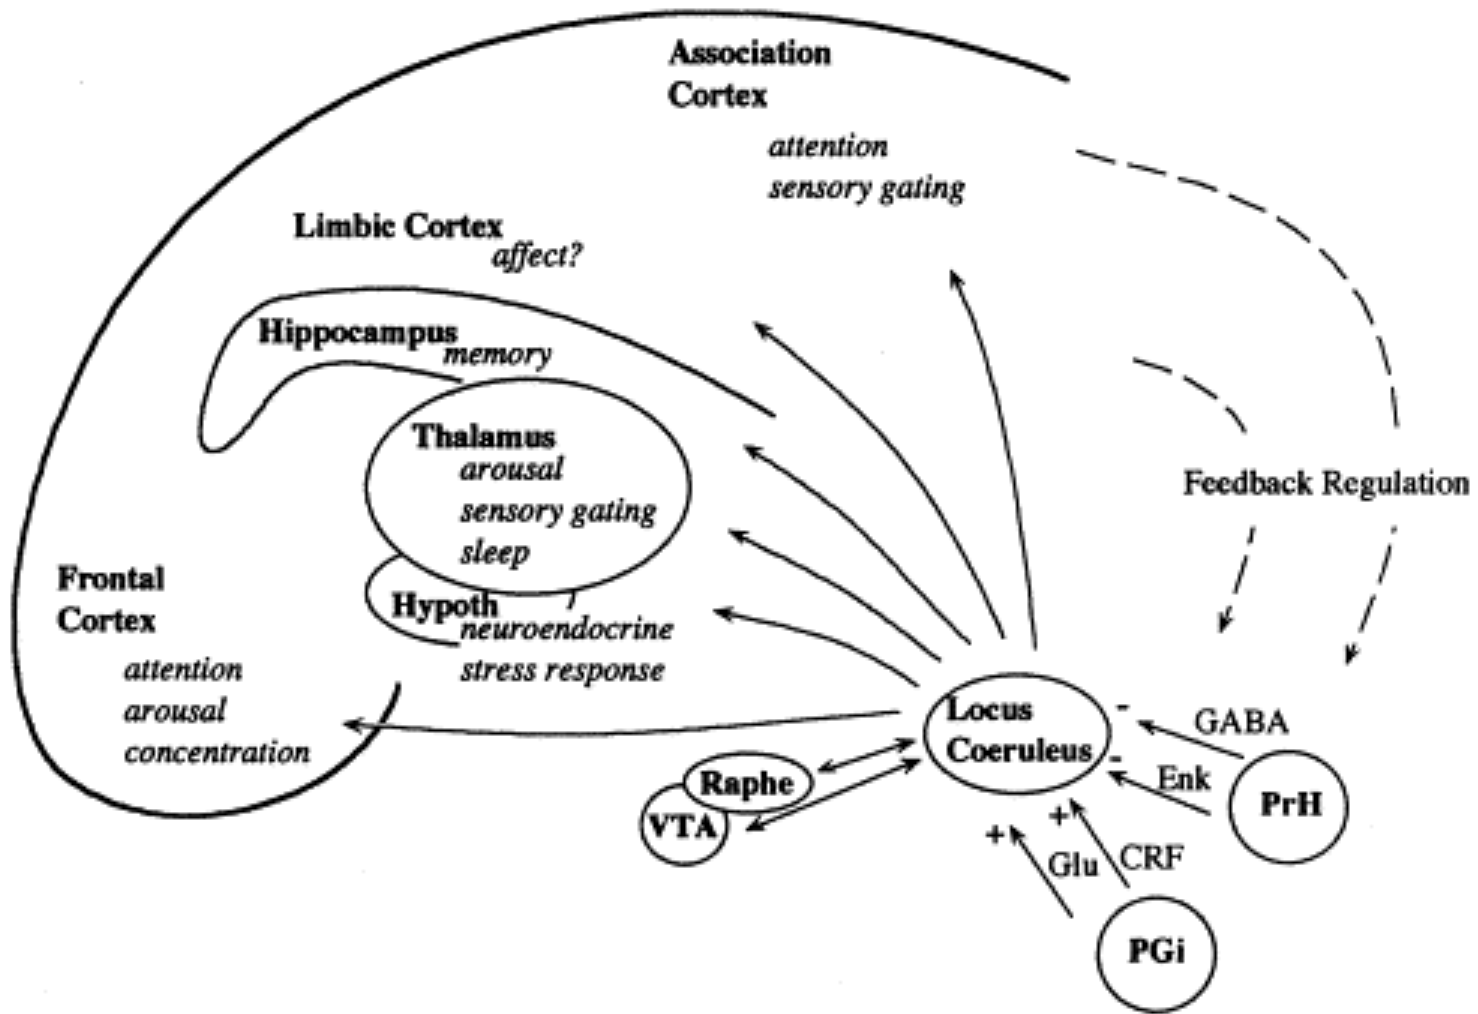 Association
Cortex
attention
sensory gating
Limbic Cortex
affect?
Hippocampus
memory
Thalamus
arousal
sensory gating
sleep
Feedback Regulation
Frontal
Cortex
attention
arousal
concentration
Hypoth
neuroendocrine
stress response
Locus
Coeruleus
-
GABA
-
Enk
PrH
Raphe
VTA
+
Glu
+
CRF
PGi